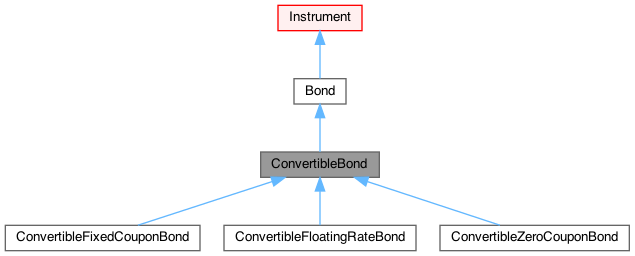 Instrument
Bond
ConvertibleBond
ConvertibleFixedCouponBond
ConvertibleFloatingRateBond
ConvertibleZeroCouponBond